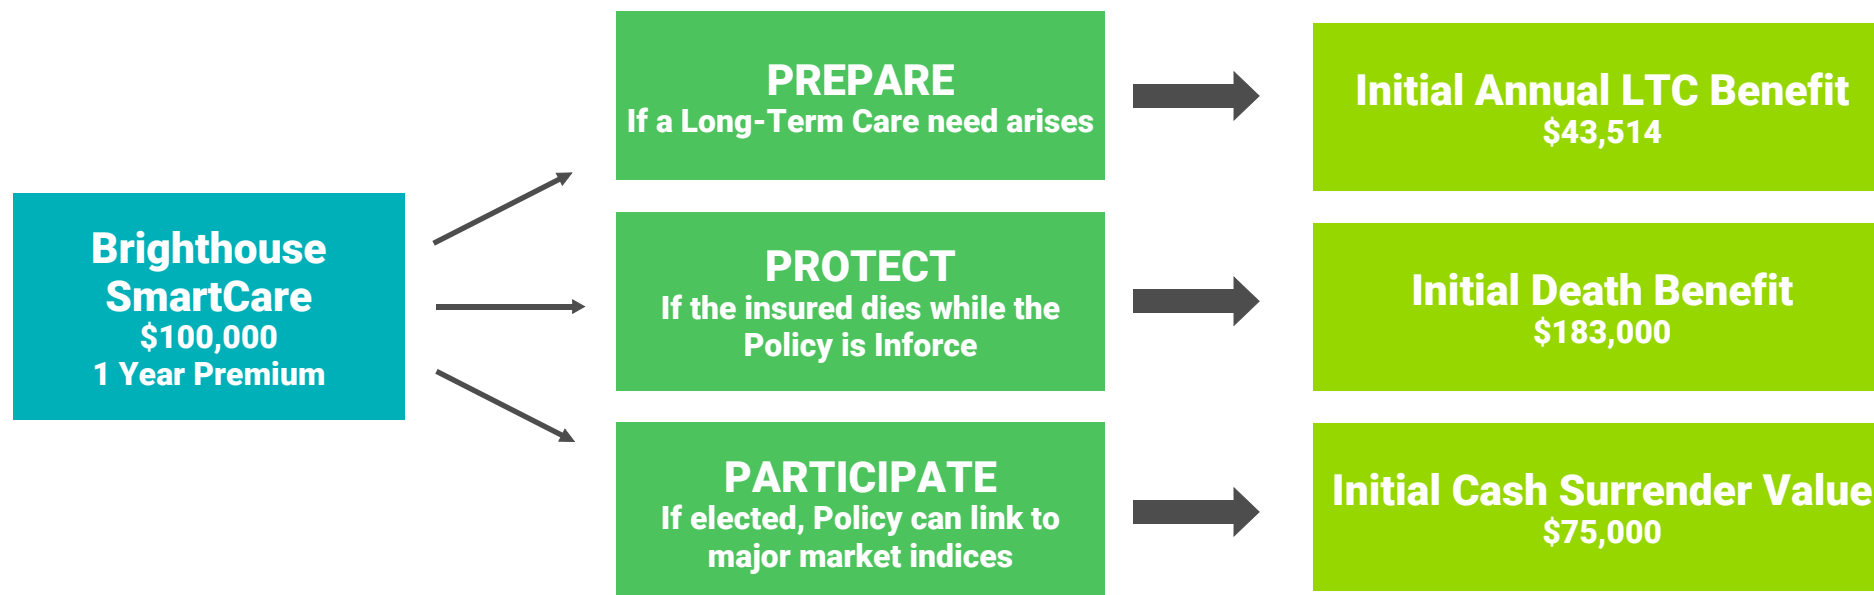 Brighthouse
SmartCare
$100,000
1 Year Premium
PREPARE
If a Long-Term Care need arises
Initial Annual LTC Benefit
$43,514
PROTECT
If the insured dies while the
Policy is Inforce
Initial Death Benefit
$183,000
PARTICIPATE
If elected, Policy can link to
major market indices
Initial Cash Surrender Value
$75,000